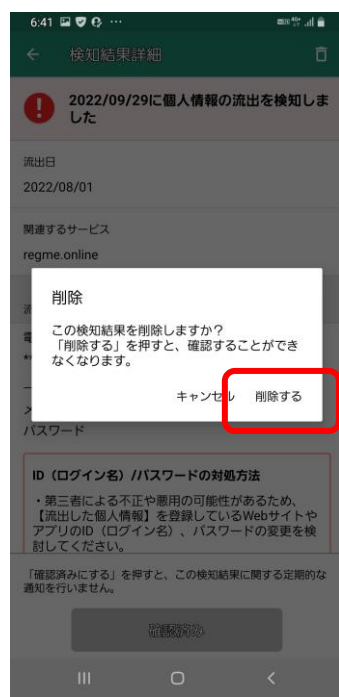 6:41
検知結果詳細
2022/09/29に個人情報の流出を検知しま
した
流出日
2022/08/01
関連するサービス
regme.online
削除
この検知結果を削除しますか？
「削除する」を押すと、確認することができ
なくなります。
キャンセル 削除する
パスワード
ID（ログイン名）/パスワードの対処方法
・第三者による不正や悪用の可能性があるため、
【流出した個人情報】を登録しているWebサイトや
アプリのID（ログイン名）、パスワードの変更を検
討してください。
「確認済みにする」を押すと、この検知結果に関する定期的な
通知を行いません。
確認済み